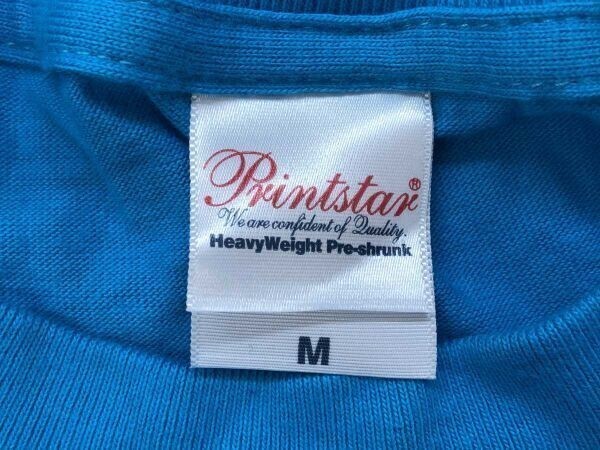 Printstar®
We are confident of Quality.
HeavyWeight Pre-shrunk
M